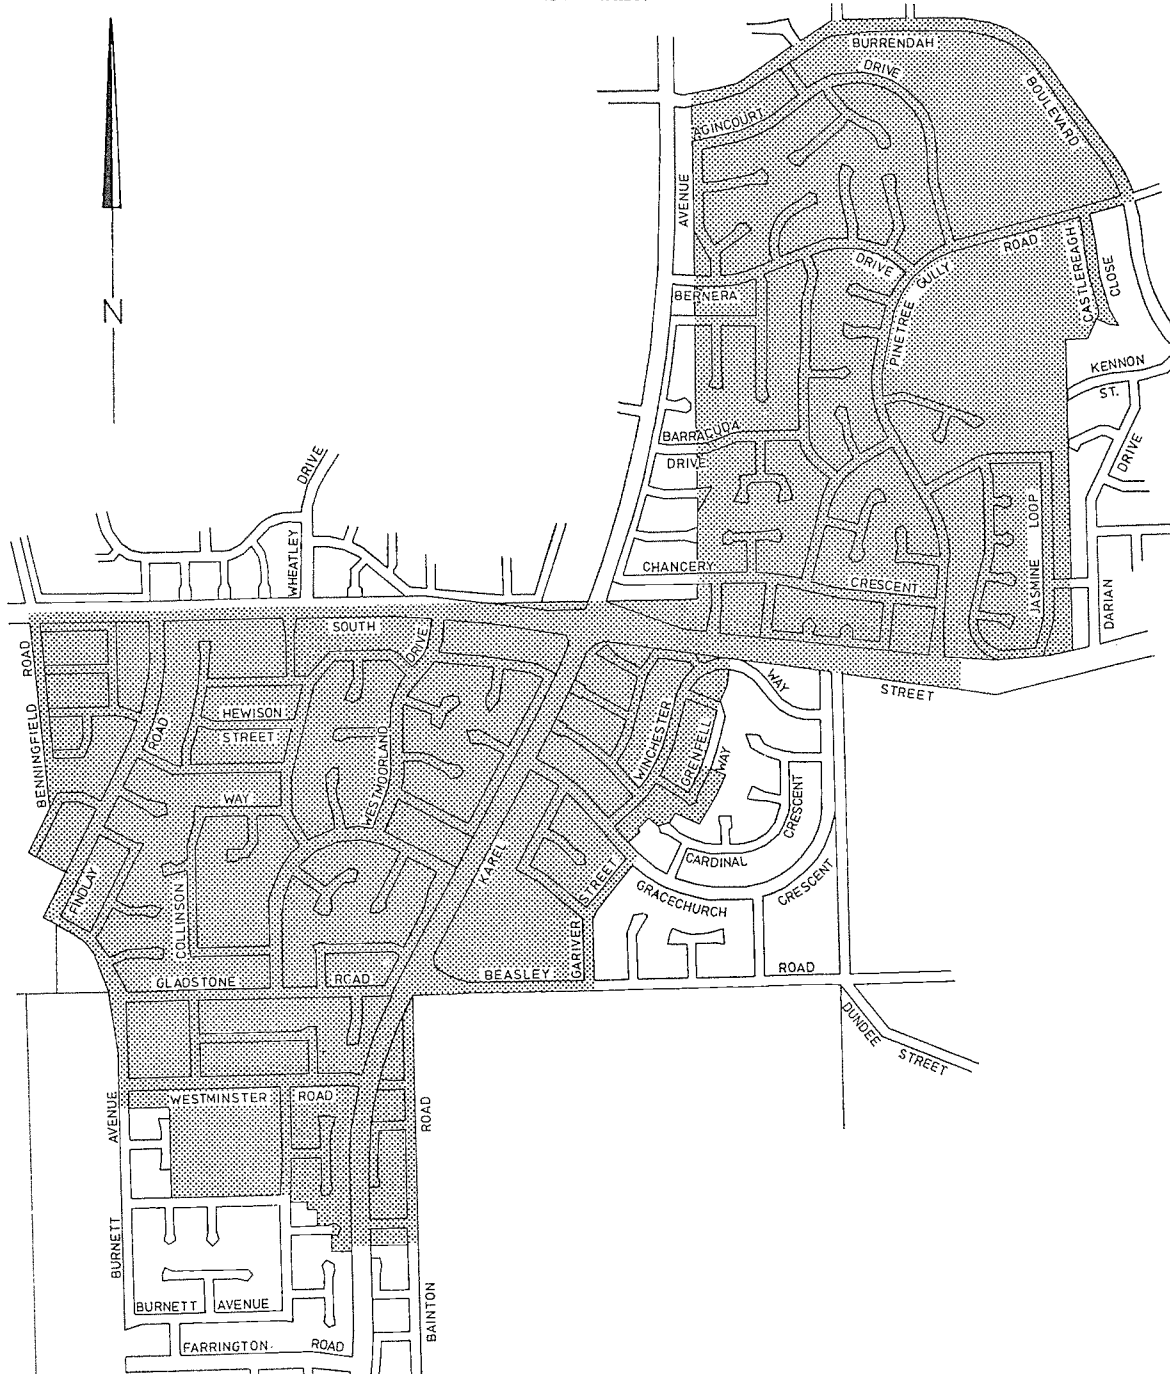 BURRENDAH
DRIVE
BOULEVARD
AGINCOURT
AVENUE
ROAD
CASTLEREAGH
CLOSE
DRIVE
GULLY
PINETREE
BERNERA
N
KENNON
ST.
BARRACUDA
DRIVE
DRIVE
DRIVE
WHEATLEY
JASMINE LOOP
CHANCERY
CRESCENT
DARIAN
SOUTH
STREET
DRIVE
ROAD
BENNINGFIELD
ROAD
HEWISON
STREET
WESTMOORLAND
WAY
WINCHESTER
GRENFELL
WAY
WAY
CRESCENT
KAREL
CARDINAL
GRACECHURCH
CRESCENT
FINDLAY
COLLINSON
STREET
GARIVER
BEASLEY
ROAD
GLADSTONE
ROAD
DUNDEE
STREET
WESTMINSTER
ROAD
AVENUE
ROAD
BURNETT
BURNETT
AVENUE
BAINTON
FARRINGTON
ROAD